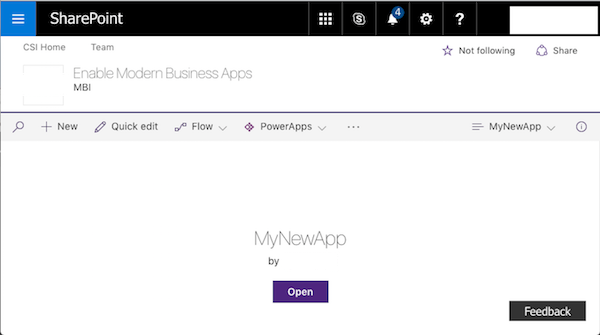 SharePoint
4
?
CSI Home Team
Not following Share
Enable Modern Business Apps
MBI
New Quick edit Flow PowerApps ... MyNewApp
MyNewApp
by
Open
Feedback